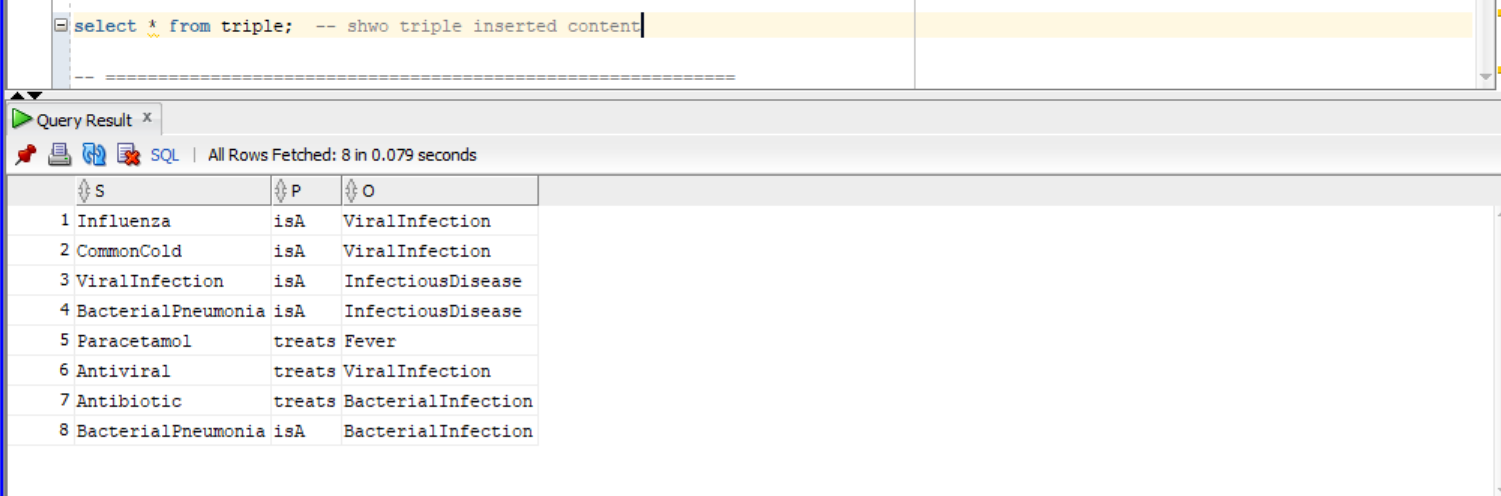 select * from triple;  -- shwo triple inserted content
-- ============================================================
Query Result x
SQL | All Rows Fetched: 8 in 0.079 seconds
S P O
1 Influenza isA ViralInfection
2 CommonCold isA ViralInfection
3 ViralInfection isA InfectiousDisease
4 BacterialPneumonia isA InfectiousDisease
5 Paracetamol treats Fever
6 Antiviral treats ViralInfection
7 Antibiotic treats BacterialInfection
8 BacterialPneumonia isA BacterialInfection